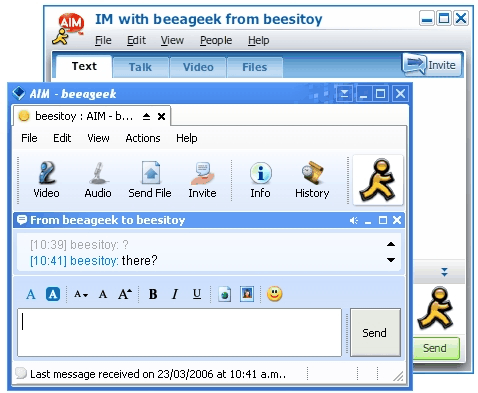 AIM
IM with beeageek from beesitoy
File Edit View People Help
Text Talk Video Files Invite
AIM - beeageek
beesitoy : AIM - b...
File Edit View Actions Help
Video Audio Send File Invite Info History
From beeageek to beesitoy
[10:39] beesitoy: ?
[10:41] beesitoy: there?
A A A A A B I U
Send
Send
Last message received on 23/03/2006 at 10:41 a.m..